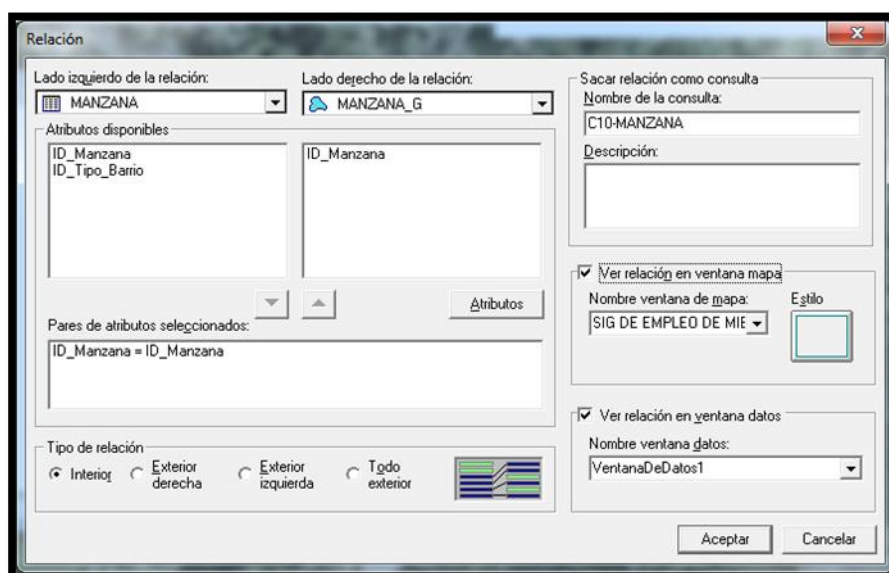 Relación
Lado izquierdo de la relación:
MANZANA
Lado derecho de la relación:
MANZANA_G
Atributos disponibles
ID_Manzana
ID_Tipo_Barrio
ID_Manzana
Atributos
Pares de atributos seleccionados:
ID_Manzana = ID_Manzana
Tipo de relación
Interior
Exterior
derecha
Exterior
izquierda
Todo
exterior
Sacar relación como consulta
Nombre de la consulta:
C10-MANZANA
Descripción:
Ver relación en ventana mapa
Nombre ventana de mapa:
SIG DE EMPLEO DE MIE
Estilo
Ver relación en ventana datos
Nombre ventana datos:
VentanaDeDatos1
Aceptar
Cancelar